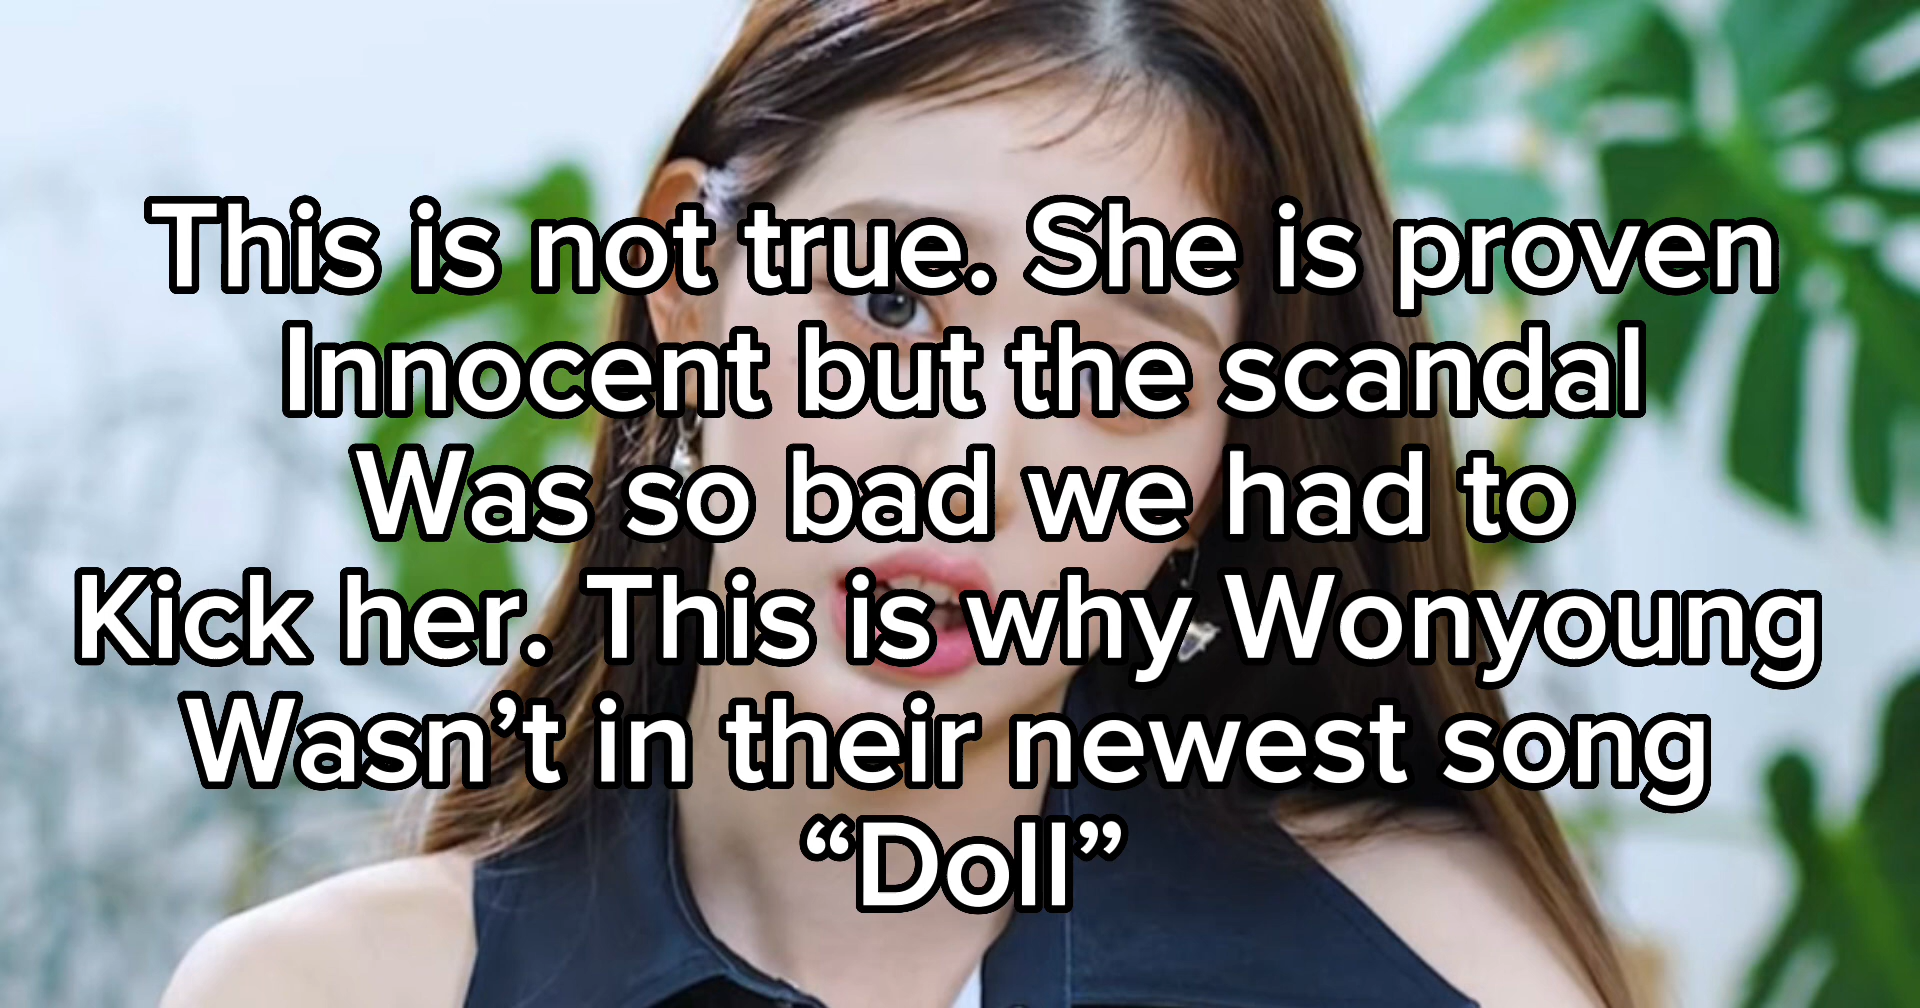 This is not true. She is proven
Innocent but the scandal
Was so bad we had to
Kick her. This is why Wonyoung
Wasn’t in their newest song
“Doll”